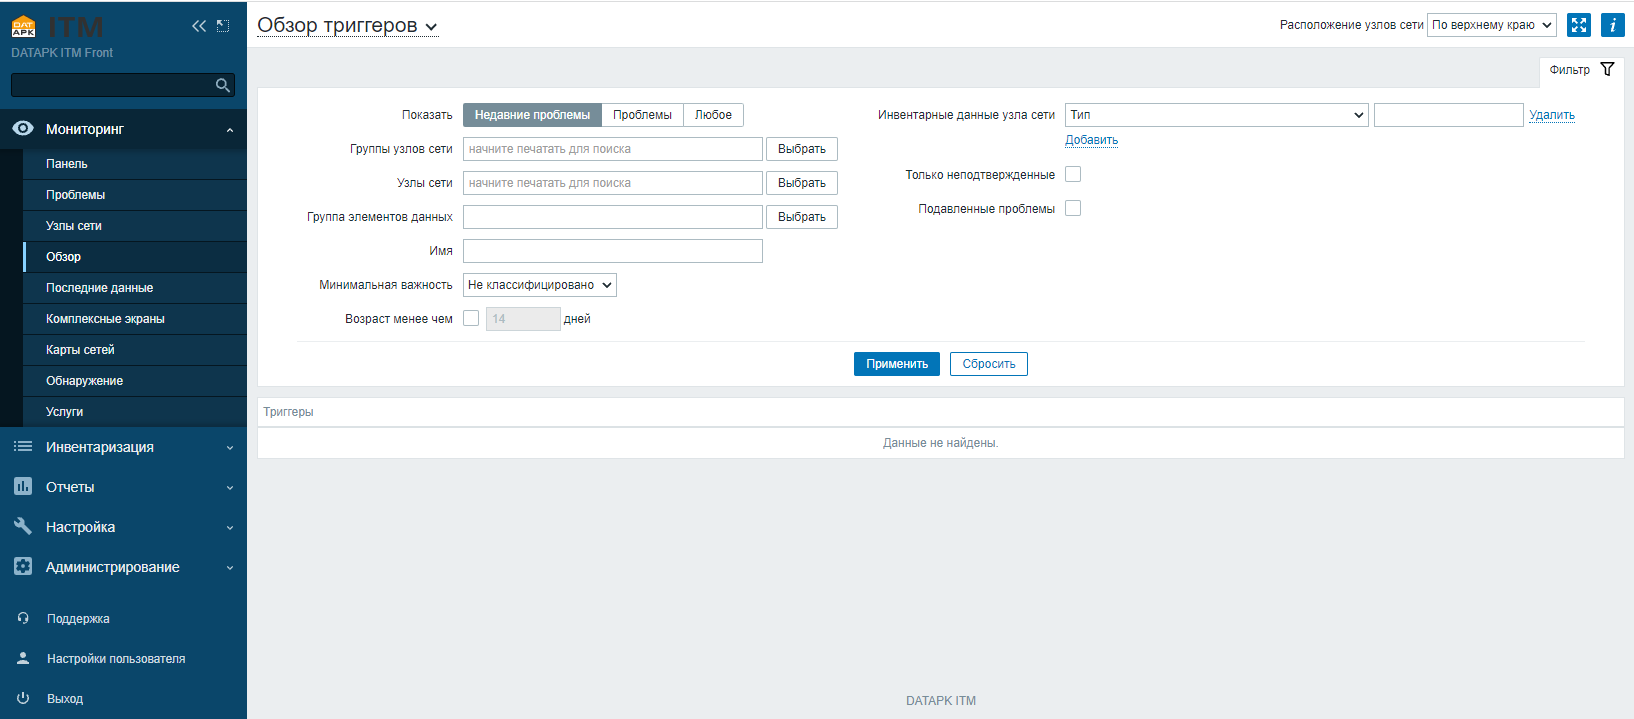 DAT
APK
ITM
DATAPK ITM Front
Мониторинг
Панель
Проблемы
Узлы сети
Обзор
Последние данные
Комплексные экраны
Карты сетей
Обнаружение
Услуги
Инвентаризация
Отчеты
Настройка
Администрирование
Поддержка
Настройки пользователя
Выход
Обзор триггеров
Расположение узлов сети По верхнему краю i
Фильтр
Показать Недавние проблемы Проблемы Любое
Группы узлов сети начните печатать для поиска Выбрать
Узлы сети начните печатать для поиска Выбрать
Группа элементов данных Выбрать
Имя
Минимальная важность Не классифицировано
Возраст менее чем 14 дней
Инвентарные данные узла сети Тип Удалить
Добавить
Только неподтвержденные
Подавленные проблемы
Применить Сбросить
Триггеры
Данные не найдены.
DATAPK ITM